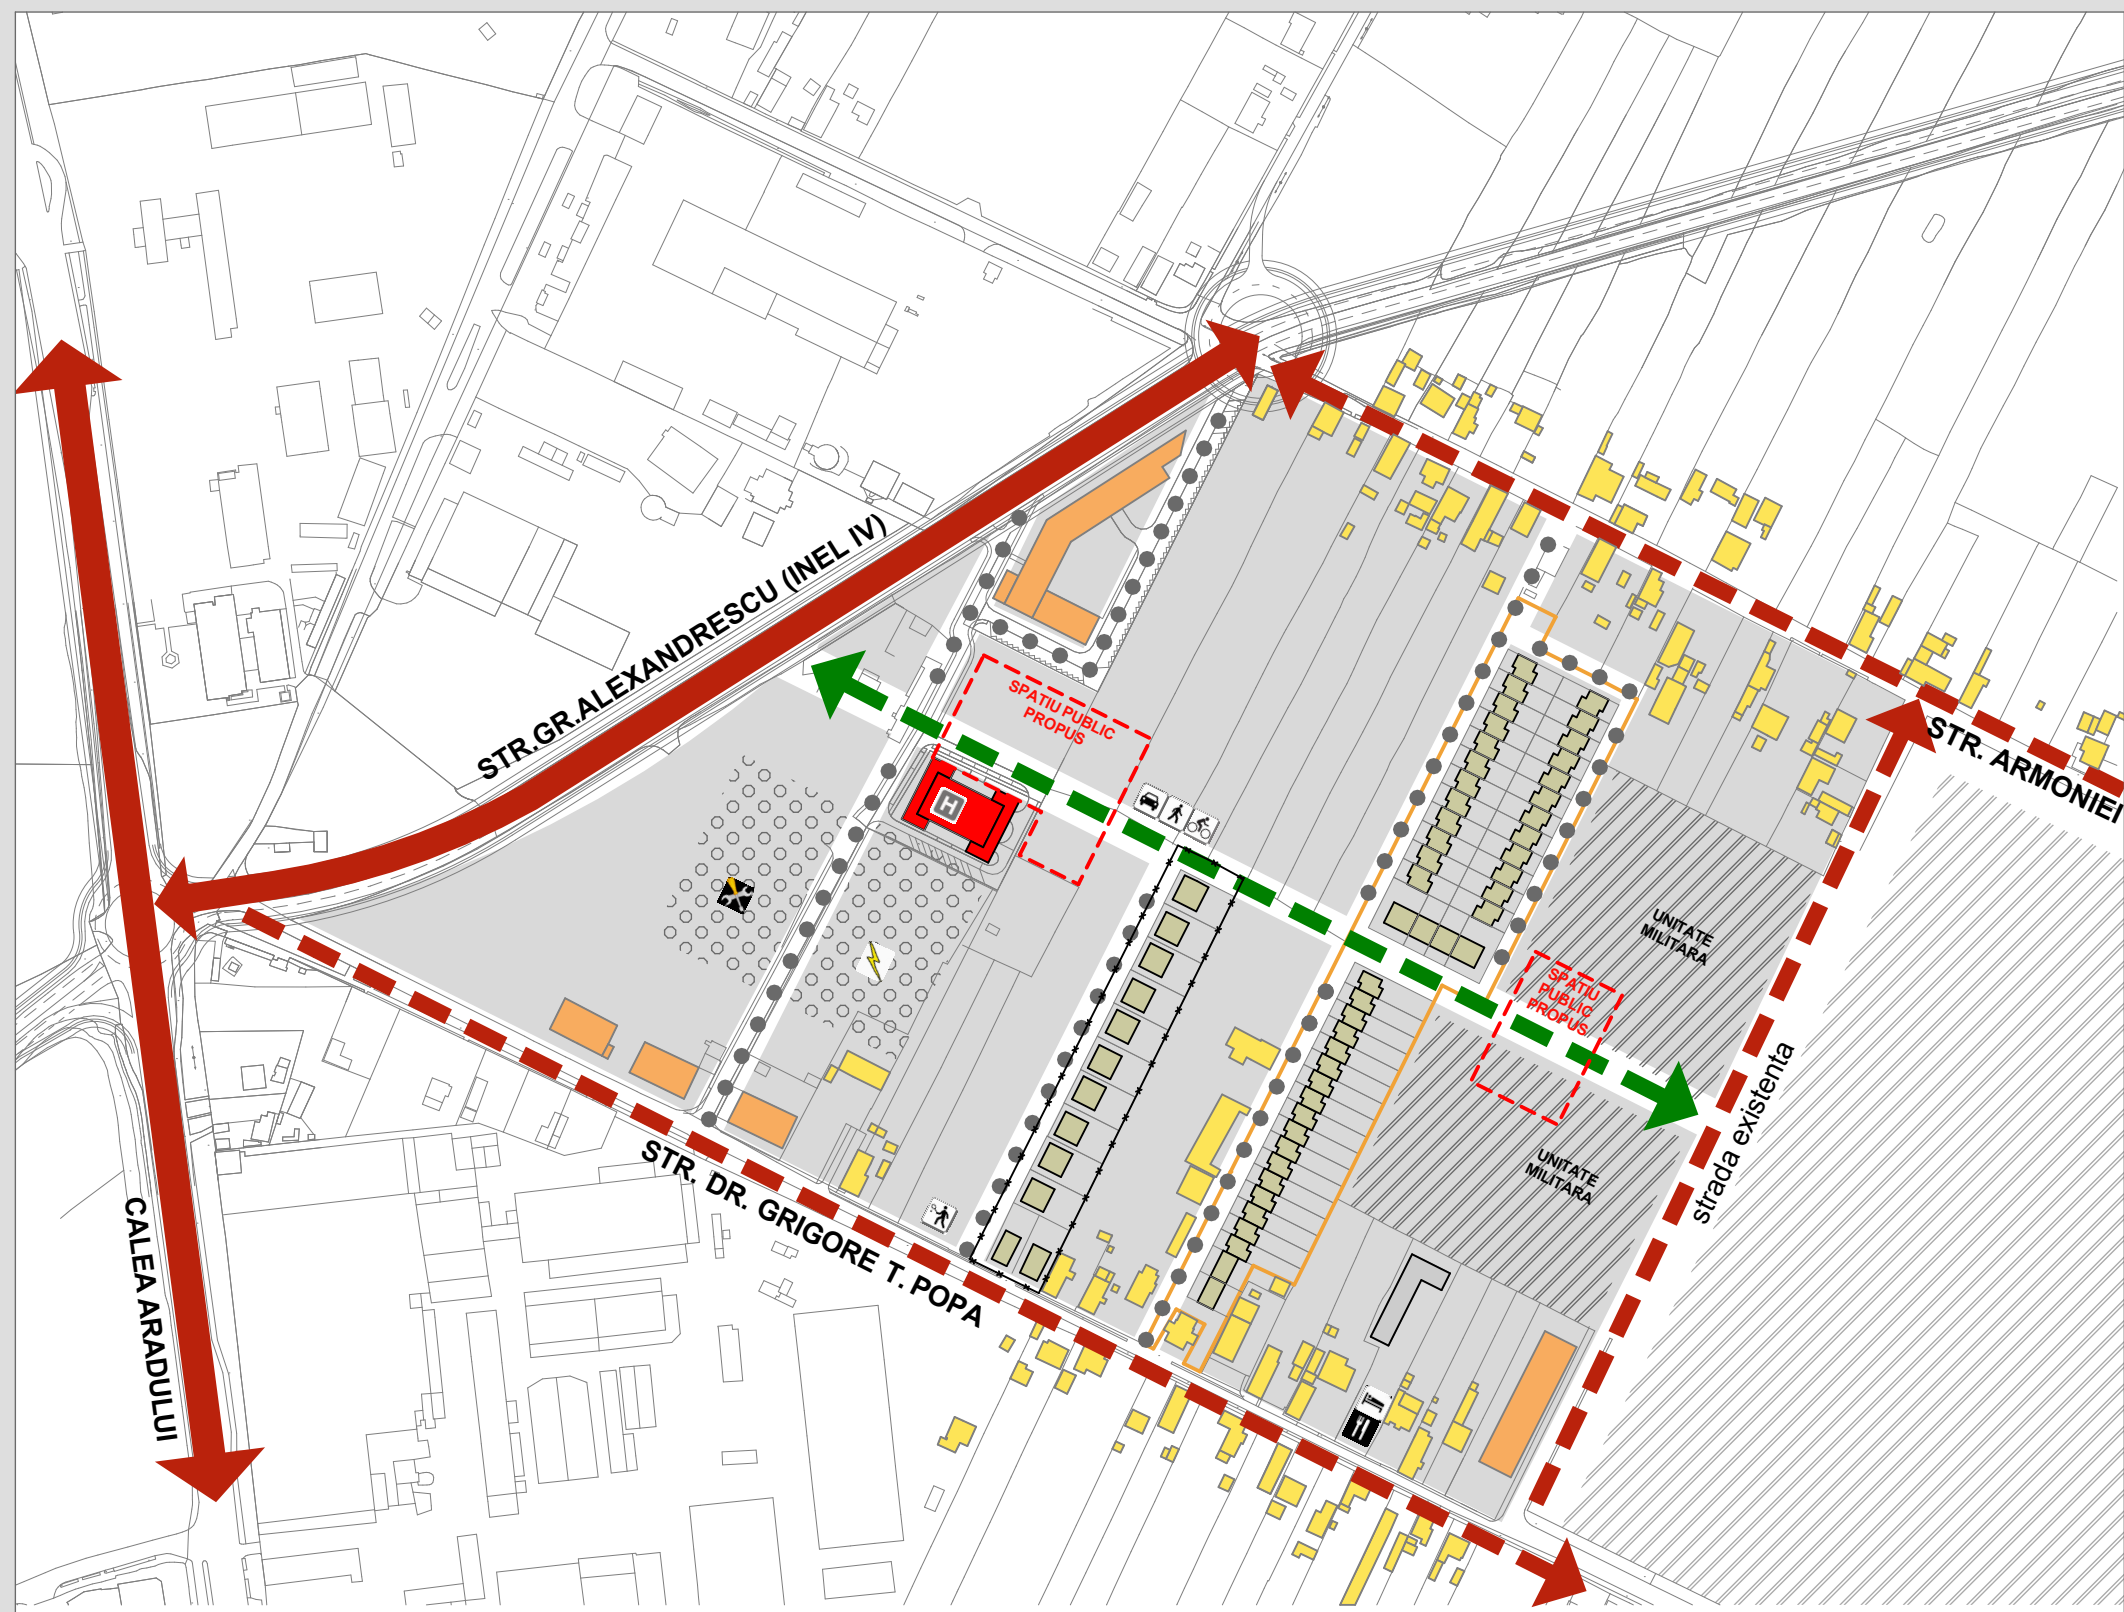 STR.GR.ALEXANDRESCU (INEL IV)
SPATIU PUBLIC
PROPUS
STR. ARMONIEI
H
UNITATE
MILITARA
SPATIU
PUBLIC
PROPUS
strada existenta
UNITATE
MILITARA
STR. DR. GRIGORE T. POPA
CALEA ARADULUI